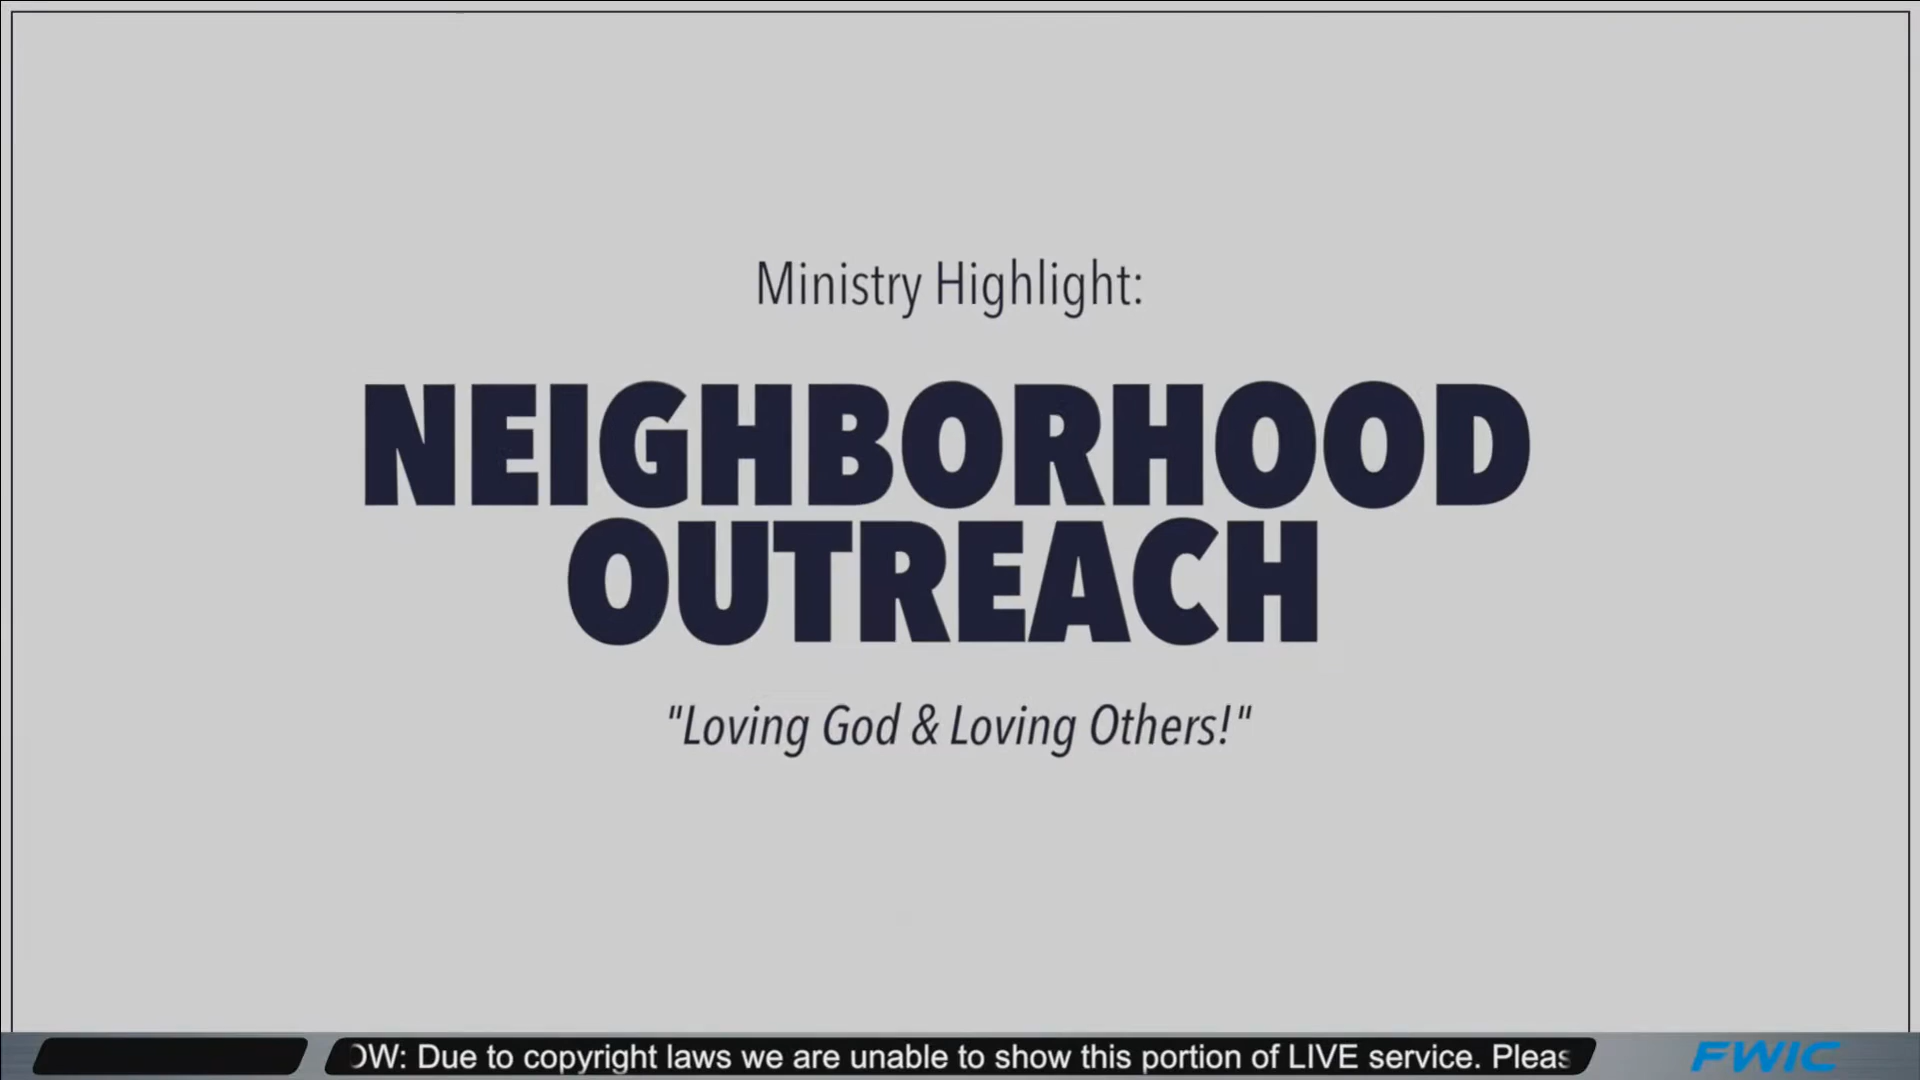 Ministry Highlight:
NEIGHBORHOOD
OUTREACH
"Loving God & Loving Others!"
OW: Due to copyright laws we are unable to show this portion of LIVE service. Pleas
FWIC